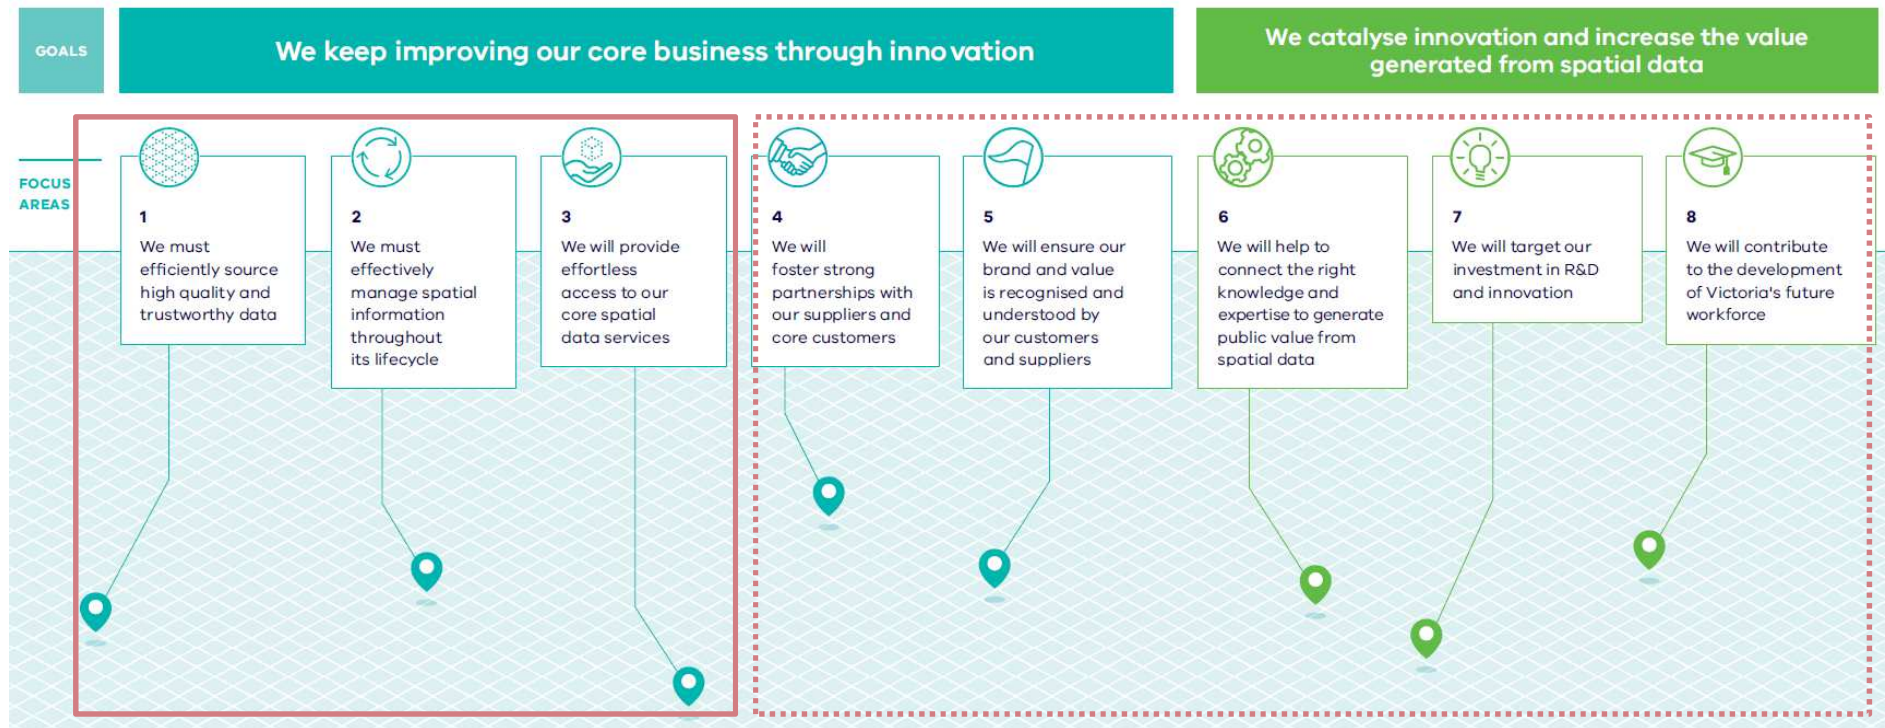 GOALS
We keep improving our core business through innovation
We catalyse innovation and increase the value
generated from spatial data
FOCUS
AREAS
1
We must
efficiently source
high quality and
trustworthy data
2
We must
effectively
manage spatial
information
throughout
its lifecycle
3
We will provide
effortless
access to our
core spatial
data services
4
We will
foster strong
partnerships with
our suppliers and
core customers
5
We will ensure our
brand and value
is recognised and
understood by
our customers
and suppliers
6
We will help to
connect the right
knowledge and
expertise to generate
public value from
spatial data
7
We will target our
investment in R&D
and innovation
8
We will contribute
to the development
of Victoria's future
workforce